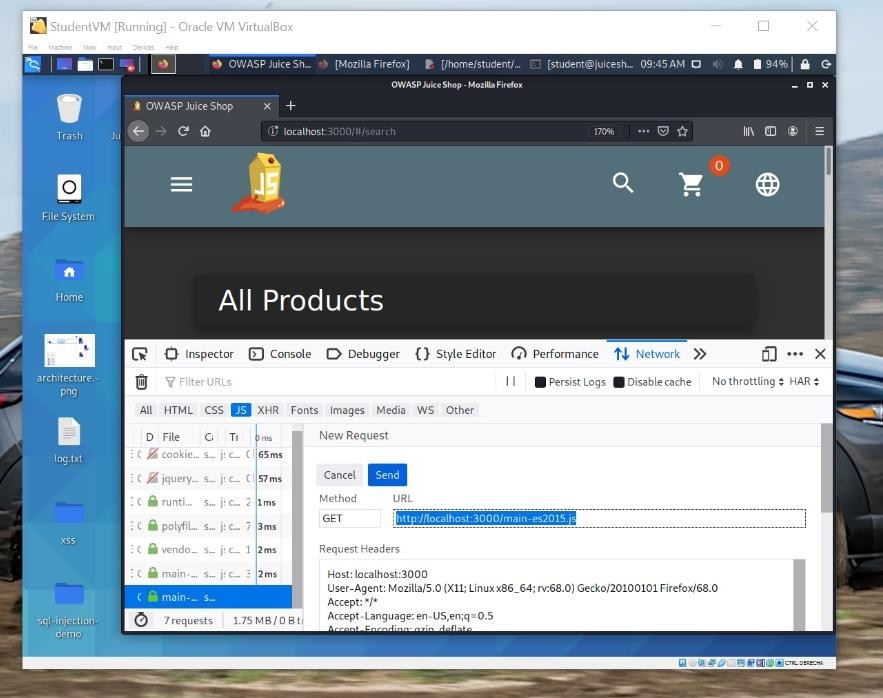 StudentVM [Running] - Oracle VM VirtualBox
File Machine View Input Devices Help
OWASP Juice Sh... [Mozilla Firefox] [/home/student/... [student@juicesh... 09:45 AM 94%
OWASP Juice Shop - Mozilla Firefox
OWASP Juice Shop
localhost:3000/#/search 170%
Trash
Ju
File System
Home
architecture.-
png
log.txt
xss
sql-injection-
demo
JS
0
All Products
Inspector Console Debugger Style Editor Performance Network
Filter URLs Persist Logs Disable cache No throttling HAR
All HTML CSS JS XHR Fonts Images Media WS Other
D File 0 ms
cookie... s... js c... 65 ms
jquery... s... js c... 57 ms
runti... s... js c... 2 1 ms
polyfil... s... js c... 7 3 ms
vendo... s... js c... 1 2 ms
main-... s... js c... 3 2 ms
main-... s...
7 requests 1.75 MB / 0 B
New Request
Cancel Send
Method URL
GET http://localhost:3000/main-es2015.js
Request Headers
Host: localhost:3000
User-Agent: Mozilla/5.0 (X11; Linux x86_64; rv:68.0) Gecko/20100101 Firefox/68.0
Accept: */*
Accept-Language: en-US,en;q=0.5
Accept-Encoding: gzip, deflate
CTRL DERECHA